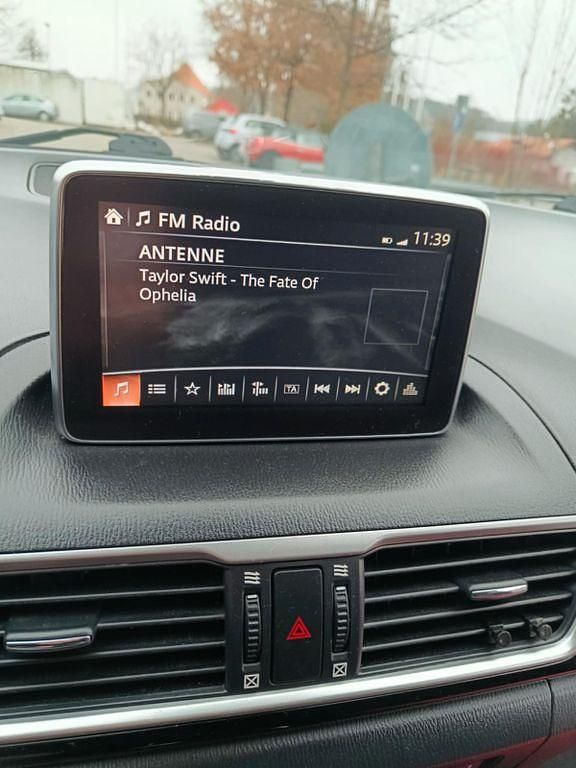 FM Radio
11:39
ANTENNE
Taylor Swift - The Fate Of
Ophelia
TA